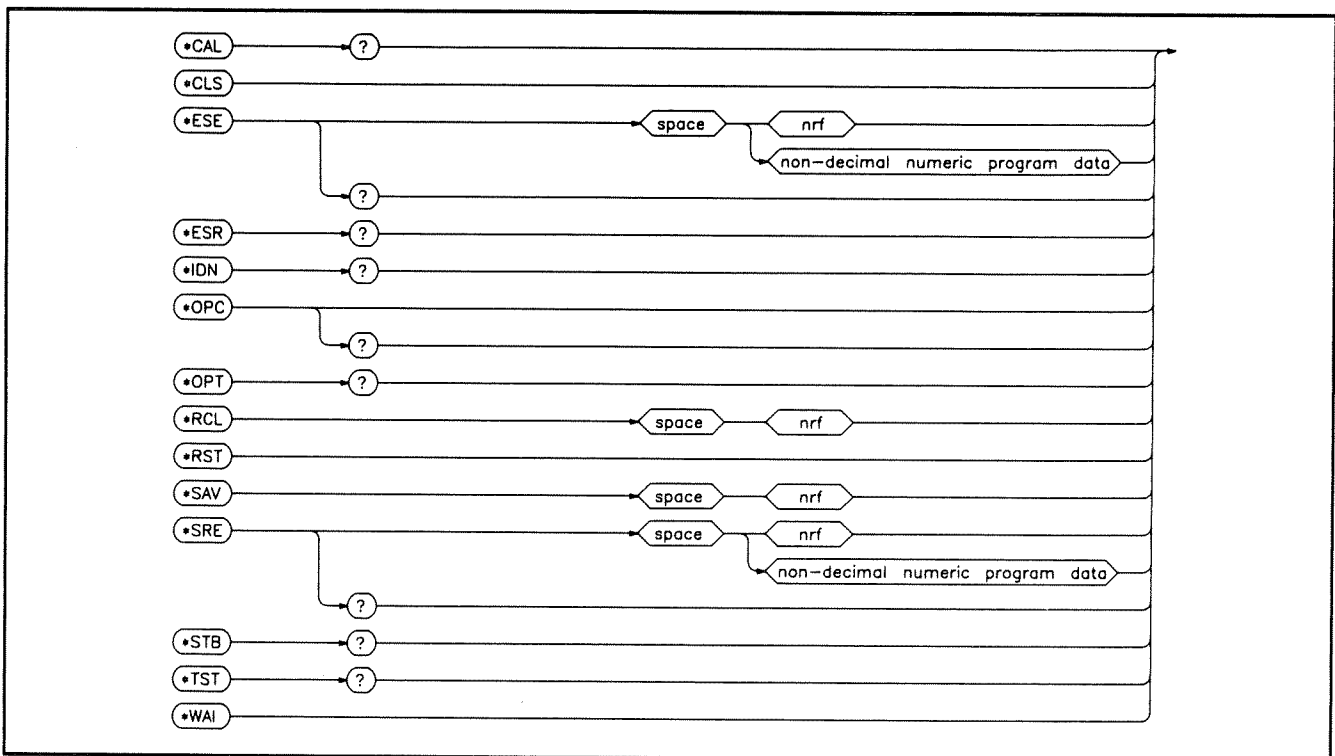 *CAL ?
*CLS
*ESE space nrf
non-decimal numeric program data
?
*ESR ?
*IDN ?
*OPC
?
*OPT ?
*RCL space nrf
*RST
*SAV space nrf
*SRE space nrf
non-decimal numeric program data
?
*STB ?
*TST ?
*WAI